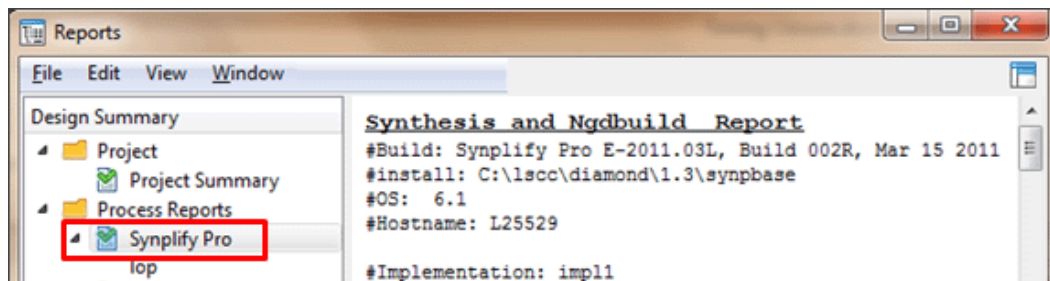 Reports
File Edit View Window
Design Summary
Project
Project Summary
Process Reports
Synplify Pro
Top
Synthesis and Ngdbuild Report
#Build: Synplify Pro E-2011.03L, Build 002R, Mar 15 2011
#install: C:\lscc\diamond\1.3\synpbase
#OS: 6.1
#Hostname: L25529
#Implementation: impl1